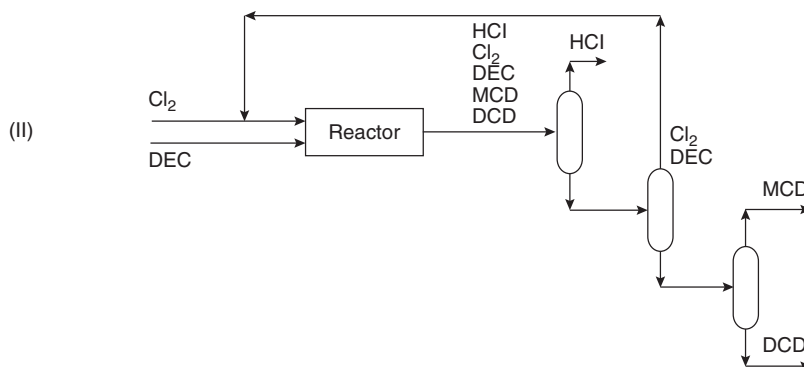 (II)
Cl₂
DEC
Reactor
HCl
Cl₂
DEC
MCD
DCD
HCl
Cl₂
DEC
MCD
DCD